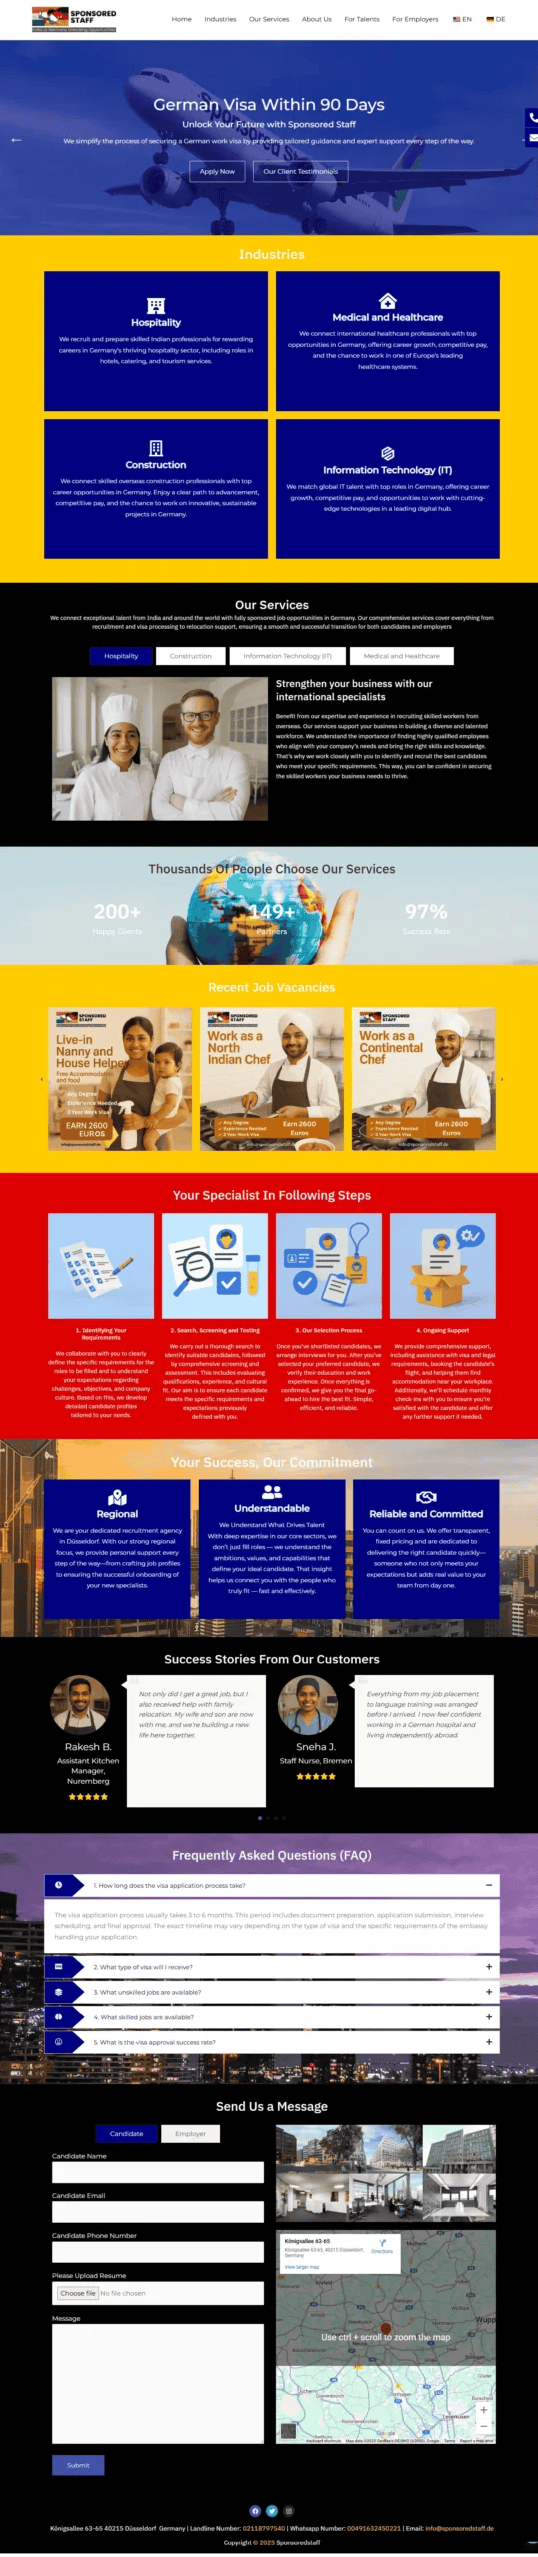 SPONSORED
STAFF
Home Industries Our Services About Us For Talents For Employers EN DE
German Visa Within 90 Days
Unlock Your Future with Sponsored Staff
We simplify the process of securing a German work visa by providing tailored guidance and expert support every step of the way.
Apply Now Our Client Testimonials
Industries
Hospitality
We recruit and prepare skilled Indian professionals for rewarding
careers in Germany's thriving hospitality sector, including roles in
hotels, catering, and tourism services.
Medical and Healthcare
We connect international healthcare professionals with top
opportunities in Germany, offering career growth, competitive pay,
and the chance to work in one of Europe's leading
healthcare systems.
Construction
We connect skilled overseas construction professionals with top
career opportunities in Germany. Enjoy a clear path to advancement,
competitive pay, and the chance to work on innovative, sustainable
projects in Germany.
Information Technology (IT)
We match global IT talent with top roles in Germany, offering career
growth, competitive pay, and opportunities to work with cutting-
edge technologies in a leading digital hub.
Our Services
We connect exceptional talent from India and around the world with fully sponsored job opportunities in Germany. Our comprehensive services cover everything from
recruitment and visa processing to relocation support, ensuring a smooth and successful transition for both candidates and employers
Hospitality Construction Information Technology (IT) Medical and Healthcare
Strengthen your business with our
international specialists
Benefit from our expertise and experience in recruiting skilled workers from
overseas. Our services support your business in building a diverse and talented
workforce. We understand the importance of finding highly qualified employees
who align with your company's needs and bring the right skills and knowledge.
That's why we work closely with you to identify and recruit the best candidates
who meet your specific requirements. This way, you can be confident in securing
the skilled workers your business needs to thrive.
Thousands Of People Choose Our Services
200+ 149+ 97%
Happy Clients Partners Success Rate
Recent Job Vacancies
SPONSORED
STAFF
Live-in
Nanny and
House Helper
Free Accommodation
and food
Any Degree
Experience Needed
3 Year Work Visa
EARN 2600
EUROS
info@sponsoredstaff.de
SPONSORED
STAFF
Work as a
North
Indian Chef
Any Degree
Experience Needed
3 Year Work Visa
Earn 2600
Euros
info@sponsoredstaff.de
SPONSORED
STAFF
Work as a
Continental
Chef
Any Degree
Experience Needed
3 Year Work Visa
Earn 2600
Euros
info@sponsoredstaff.de
Your Specialist In Following Steps
1. Identifying Your
Requirements
We collaborate with you to clearly
define the specific requirements for the
roles to be filled and to understand
your expectations regarding
challenges, objectives, and company
culture. Based on this, we develop
detailed candidate profiles
tailored to your needs.
2. Search, Screening and Testing
We carry out a thorough search to
identify suitable candidates, followed
by comprehensive screening and
assessment. This includes evaluating
qualifications, experience, and cultural
fit. Our aim is to ensure each candidate
meets the specific requirements and
expectations previously
defined with you.
3. Our Selection Process
Once you've shortlisted candidates, we
arrange interviews for you. After you've
selected your preferred candidate, we
verify their education and work
experience. Once everything is
confirmed, we give you the final go-
ahead to hire the best fit. Simple,
efficient, and reliable.
4. Ongoing Support
We provide comprehensive support,
including assistance with visa and legal
requirements, booking the candidate's
flight, and helping them find
accommodation near your workplace.
Additionally, we'll schedule monthly
check-ins with you to ensure you're
satisfied with the candidate and offer
any further support if needed.
Your Success, Our Commitment
Regional
We are your dedicated recruitment agency
in Düsseldorf. With our strong regional
focus, we provide personal support every
step of the way—from crafting job profiles
to ensuring the successful onboarding of
your new specialists.
Understandable
We Understand What Drives Talent
With deep expertise in our core sectors, we
don't just fill roles — we understand the
ambitions, values, and capabilities that
define your ideal candidate. That insight
helps us connect you with the people who
truly fit — fast and effectively.
Reliable and Committed
You can count on us. We offer transparent,
fixed pricing and are dedicated to
delivering the right candidate quickly—
someone who not only meets your
expectations but adds real value to your
team from day one.
Success Stories From Our Customers
Rakesh B.
Assistant Kitchen
Manager,
Nuremberg
Not only did I get a great job, but I
also received help with family
relocation. My wife and son are now
with me, and we're building a new
life here together.
Sneha J.
Staff Nurse, Bremen
Everything from my job placement
to language training was arranged
before I arrived. I now feel confident
working in a German hospital and
living independently abroad.
Frequently Asked Questions (FAQ)
1. How long does the visa application process take?
The visa application process usually takes 3 to 6 months. This period includes document preparation, application submission, interview
scheduling, and final approval. The exact timeline may vary depending on the type of visa and the specific requirements of the embassy
handling your application.
2. What type of visa will I receive?
3. What unskilled jobs are available?
4. What skilled jobs are available?
5. What is the visa approval success rate?
Send Us a Message
Candidate Employer
Candidate Name
Candidate Email
Candidate Phone Number
Please Upload Resume
Choose file No file chosen
Message
Submit
Königsallee 63-65
Königsallee 63-65, 40215 Düsseldorf,
Germany
Directions
View larger map
Use ctrl + scroll to zoom the map
Krefeld
Wupp
Leverkusen
Grevenbroich
Google
Keyboard shortcuts Map data ©2025 GeoBasis-DE/BKG (©2009), Google Terms Report a map error
Königsallee 63-65 40215 Düsseldorf Germany | Landline Number: 02118797540 | Whatsapp Number: 00491632450221 | Email: info@sponsoredstaff.de
Copyright © 2025 Sponsoredstaff